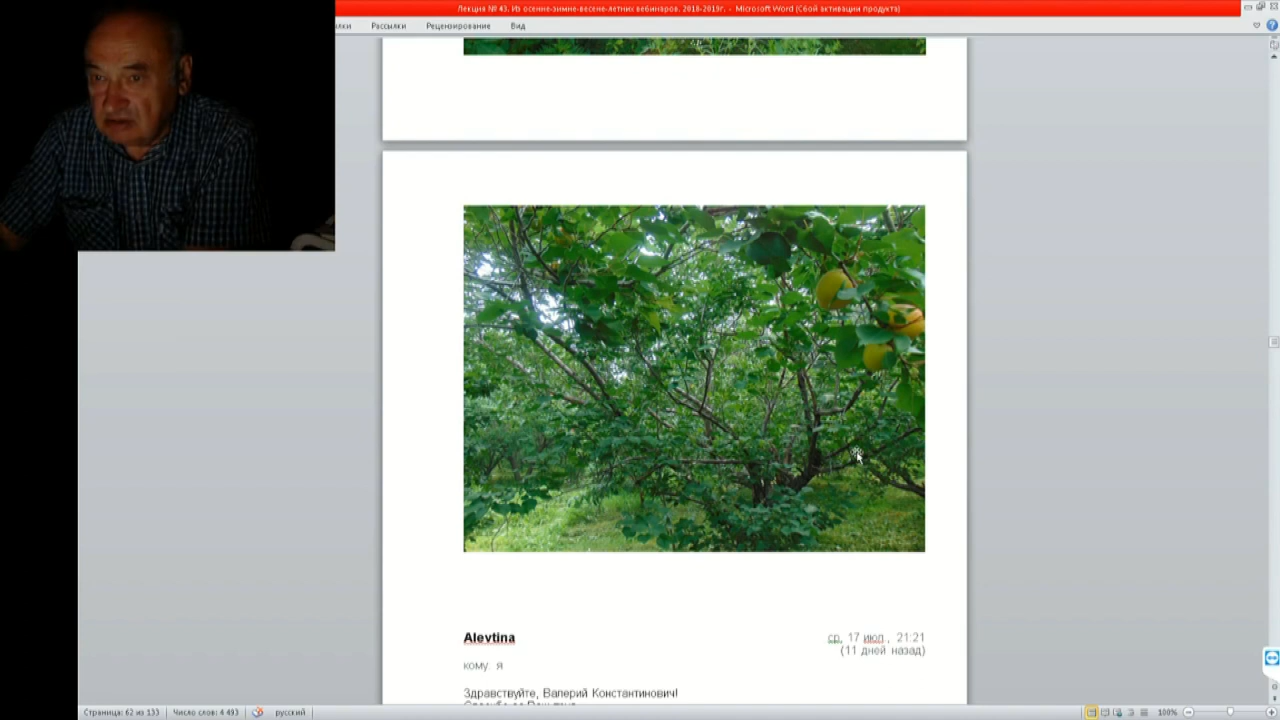 Лекция № 43. Из осенне-зимне-весене-летних вебинаров. 2018-2019г. - Microsoft Word (Сбой активации продукта)
Рассылки
Рецензирование
Вид
Alevtina
ср, 17 июл., 21:21
(11 дней назад)
кому я
Здравствуйте, Валерий Константинович!
Страница: 62 из 133
Число слов: 4 493
русский
100%